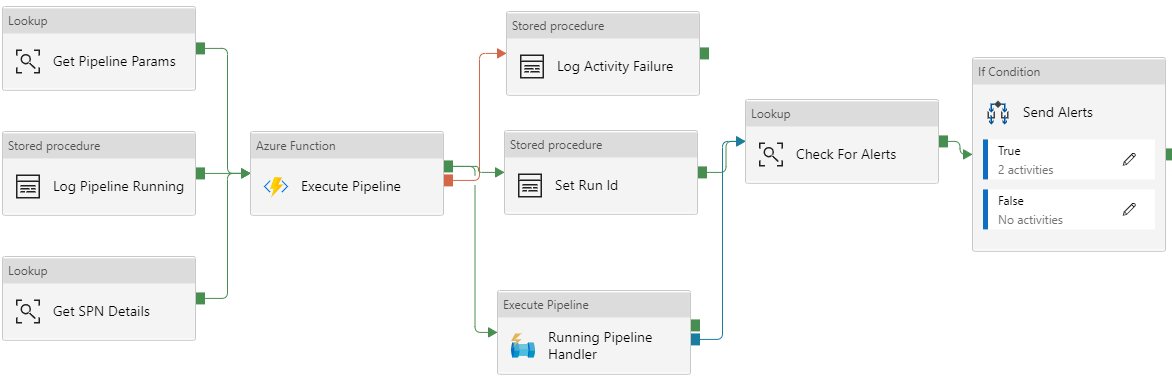 Lookup
Get Pipeline Params
Stored procedure
Log Pipeline Running
Lookup
Get SPN Details
Azure Function
Execute Pipeline
Stored procedure
Log Activity Failure
Stored procedure
Set Run Id
Execute Pipeline
Running Pipeline
Handler
Lookup
Check For Alerts
If Condition
Send Alerts
True
2 activities
False
No activities